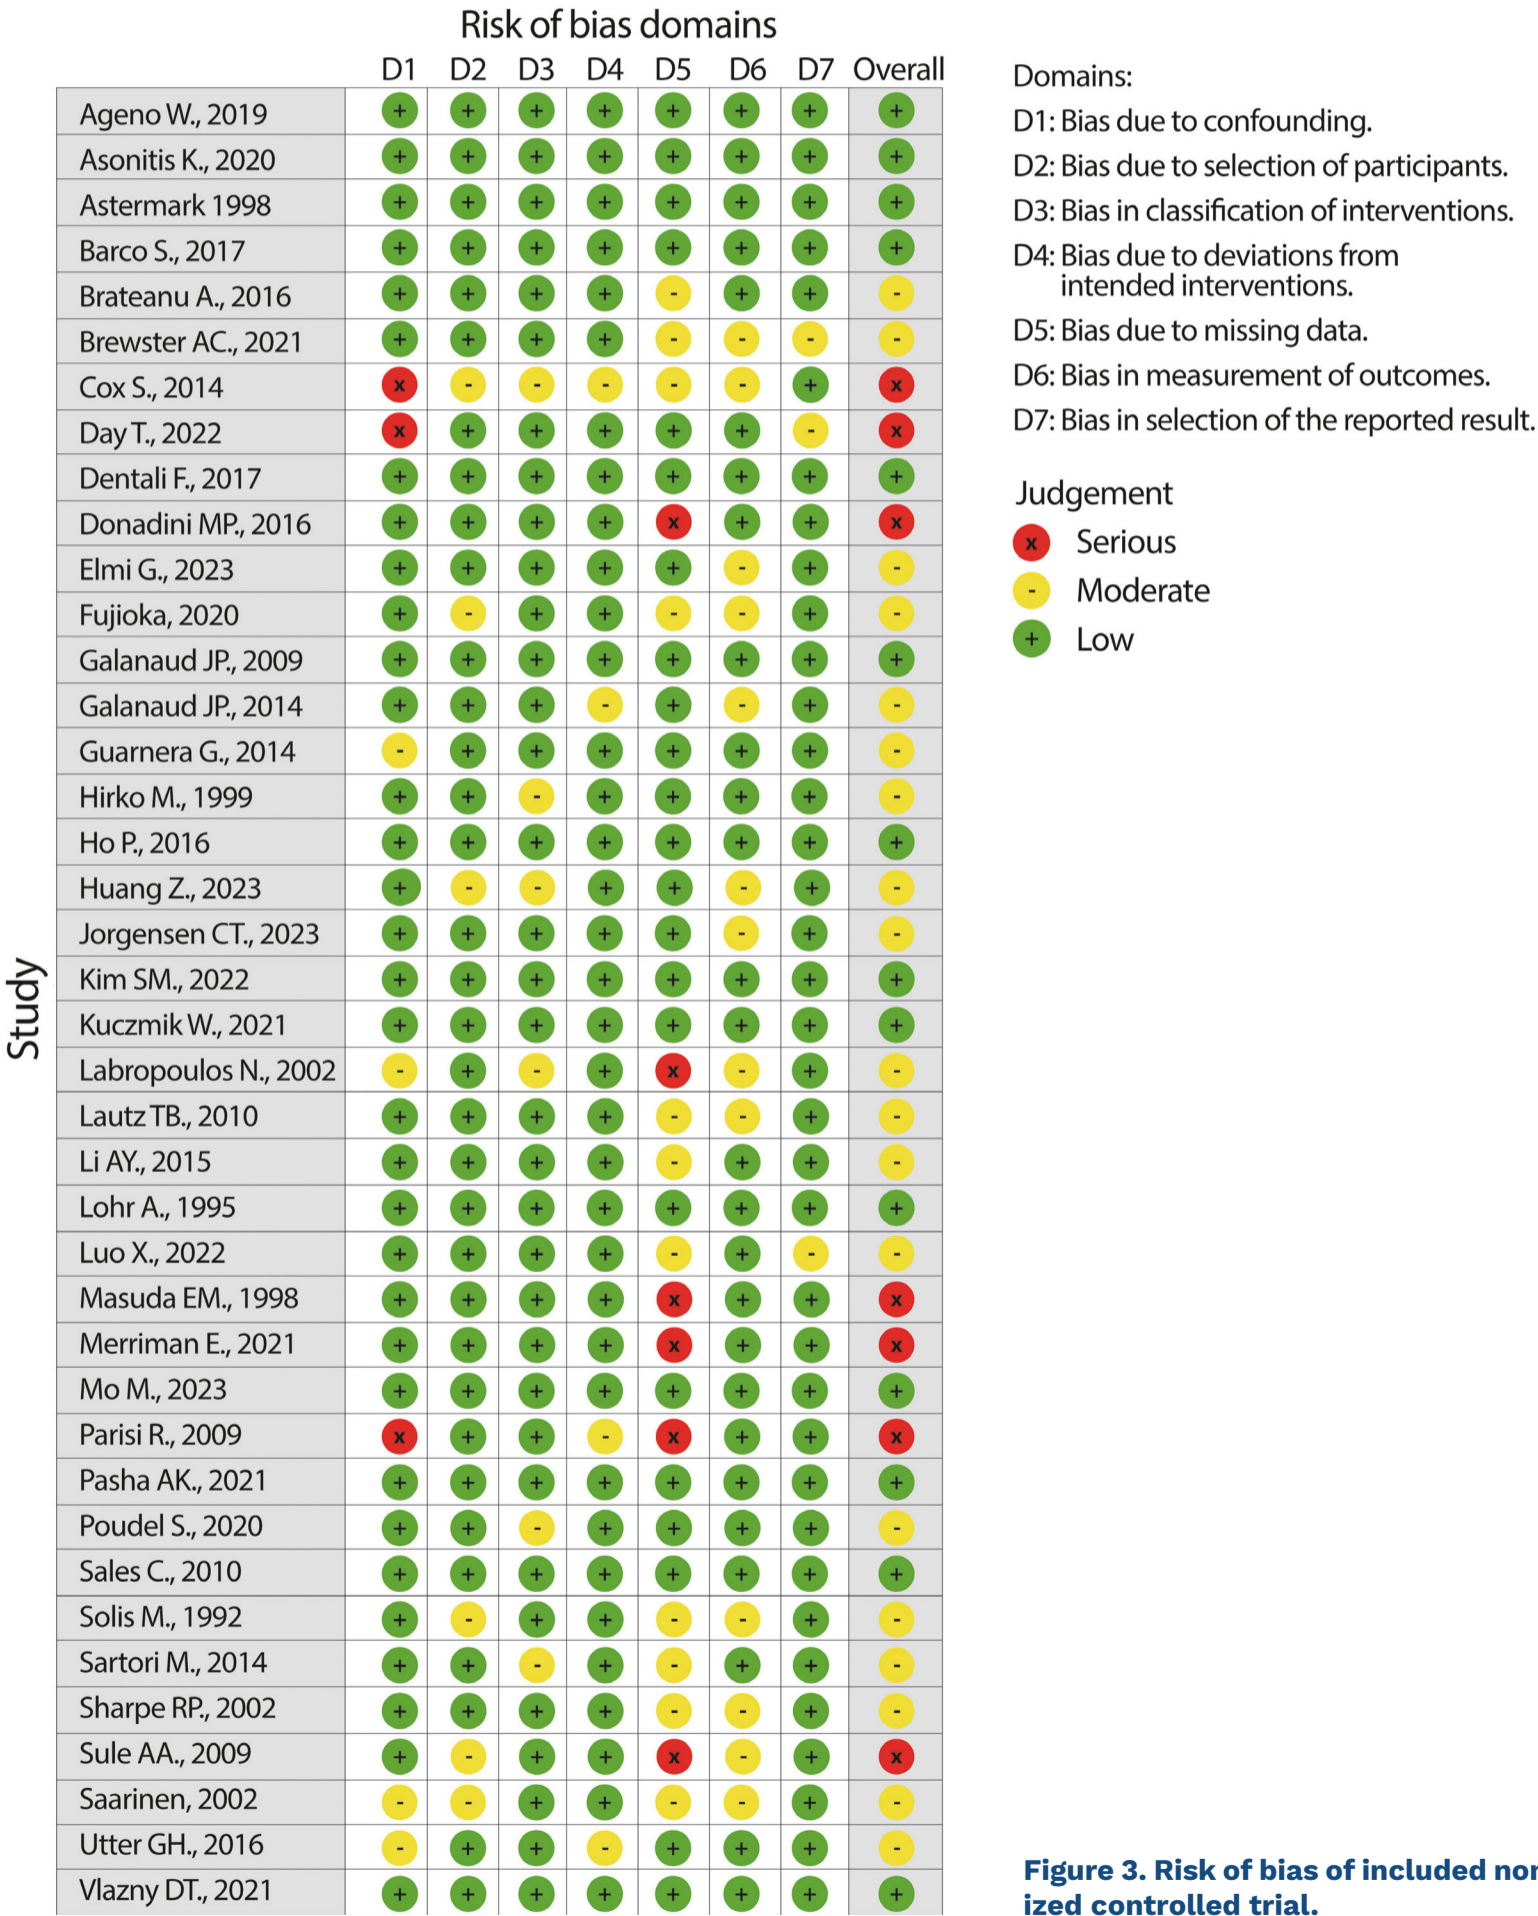 Risk of bias domains
D1 D2 D3 D4 D5 D6 D7 Overall
Study
Ageno W., 2019 + + + + + + + +
Asonitis K., 2020 + + + + + + + +
Astermark 1998 + + + + + + + +
Barco S., 2017 + + + + + + + +
Brateanu A., 2016 + + + + - + + -
Brewster AC., 2021 + + + + - - - -
Cox S., 2014 x - - - - - + x
Day T., 2022 x + + + + + - x
Dentali F., 2017 + + + + + + + +
Donadini MP., 2016 + + + + x + + x
Elmi G., 2023 + + + + + - + -
Fujioka, 2020 + - + + - - + -
Galanaud JP., 2009 + + + + + + + +
Galanaud JP., 2014 + + + - + - + -
Guarnera G., 2014 - + + + + + + -
Hirko M., 1999 + + - + + + + -
Ho P., 2016 + + + + + + + +
Huang Z., 2023 + - - + + - + -
Jorgensen CT., 2023 + + + + + - + -
Kim SM., 2022 + + + + + + + +
Kuczmik W., 2021 + + + + + + + +
Labropoulos N., 2002 - + - + x - + -
Lautz TB., 2010 + + + + - - + -
Li AY., 2015 + + + + - + + -
Lohr A., 1995 + + + + + + + +
Luo X., 2022 + + + + - + - -
Masuda EM., 1998 + + + + x + + x
Merriman E., 2021 + + + + x + + x
Mo M., 2023 + + + + + + + +
Parisi R., 2009 x + + - x + + x
Pasha AK., 2021 + + + + + + + +
Poudel S., 2020 + + - + + + + -
Sales C., 2010 + + + + + + + +
Solis M., 1992 + - + + - - + -
Sartori M., 2014 + + - + - + + -
Sharpe RP., 2002 + + + + - - + -
Sule AA., 2009 + - + + x - + x
Saarinen, 2002 - - + + - - + -
Utter GH., 2016 - + + - + + + -
Vlazny DT., 2021 + + + + + + + +
Domains:
D1: Bias due to confounding.
D2: Bias due to selection of participants.
D3: Bias in classification of interventions.
D4: Bias due to deviations from
intended interventions.
D5: Bias due to missing data.
D6: Bias in measurement of outcomes.
D7: Bias in selection of the reported result.
Judgement
x Serious
- Moderate
+ Low
Figure 3. Risk of bias of included non
ized controlled trial.